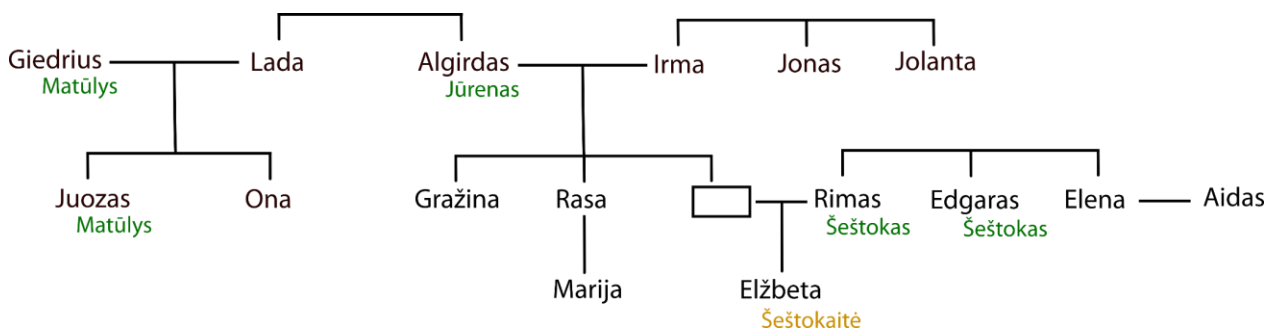 Giedrius
Lada
Algirdas
Irma
Jonas
Jolanta
Matūlys
Jūrenas
Juozas
Ona
Gražina
Rasa
Rimas
Edgaras
Elena
Aidas
Matūlys
Šeštokas
Šeštokas
Marija
Elžbeta
Šeštokaitė